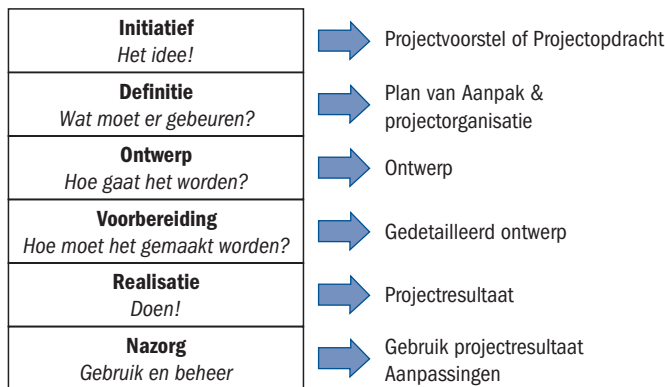 Initiatief
Het idee!
Projectvoorstel of Projectopdracht
Definitie
Wat moet er gebeuren?
Plan van Aanpak &
projectorganisatie
Ontwerp
Hoe gaat het worden?
Ontwerp
Voorbereiding
Hoe moet het gemaakt worden?
Gedetailleerd ontwerp
Realisatie
Doen!
Projectresultaat
Nazorg
Gebruik en beheer
Gebruik projectresultaat
Aanpassingen